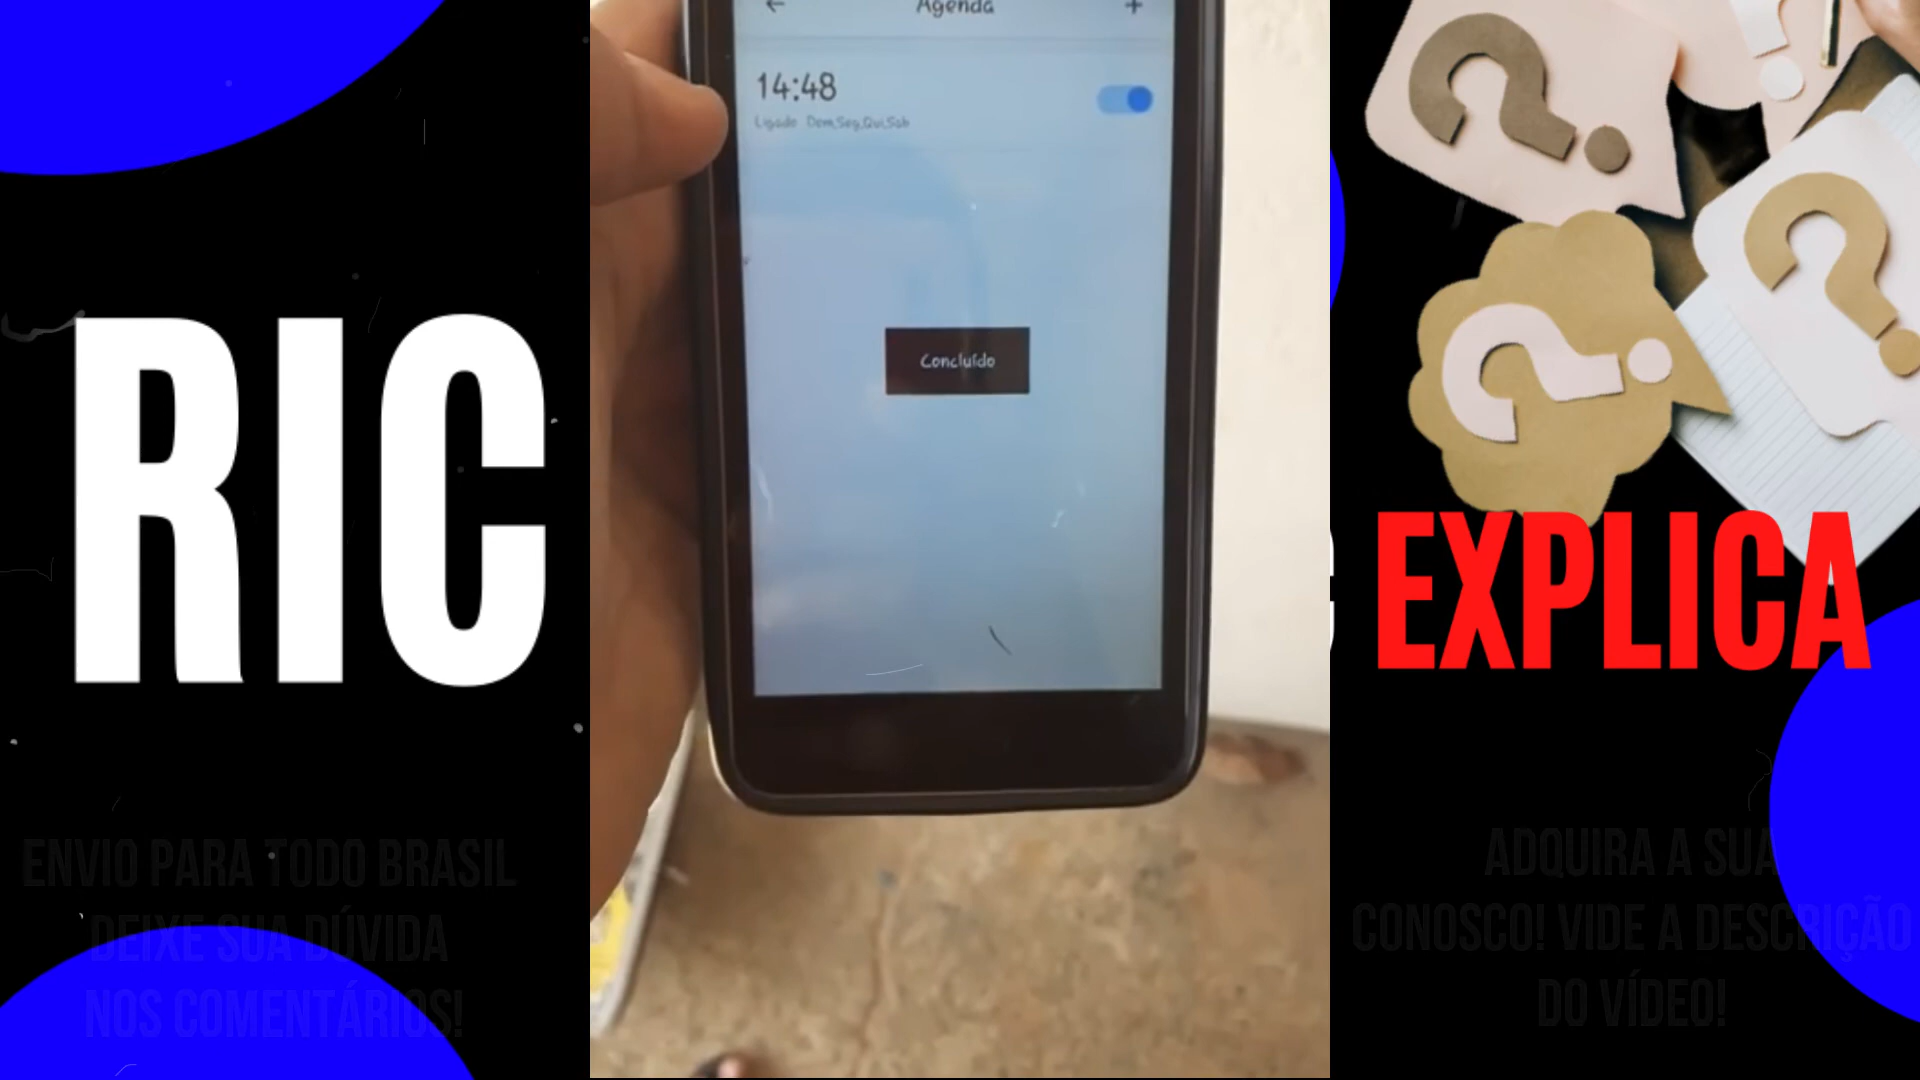 RIC
ENVIO PARA TODO BRASIL
DEIXE SUA DÚVIDA
NOS COMENTÁRIOS!
Agenda
14:48
Ligado Dom,Seg,Qui,Sab
Concluído
EXPLICA
ADQUIRA A SUA
CONOSCO! VIDE A DESCRIÇÃO
DO VÍDEO!